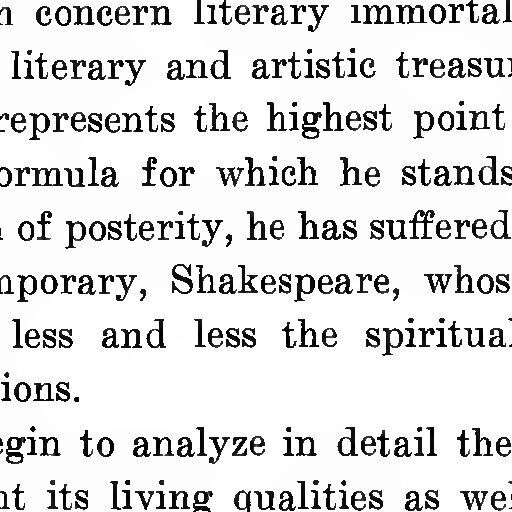 concern literary immortal
literary and artistic treasu
represents the highest point
ormula for which he stands
of posterity, he has suffered
mporary, Shakespeare, whos
less and less the spiritual
ions.
egin to analyze in detail the
nt its living qualities as wel